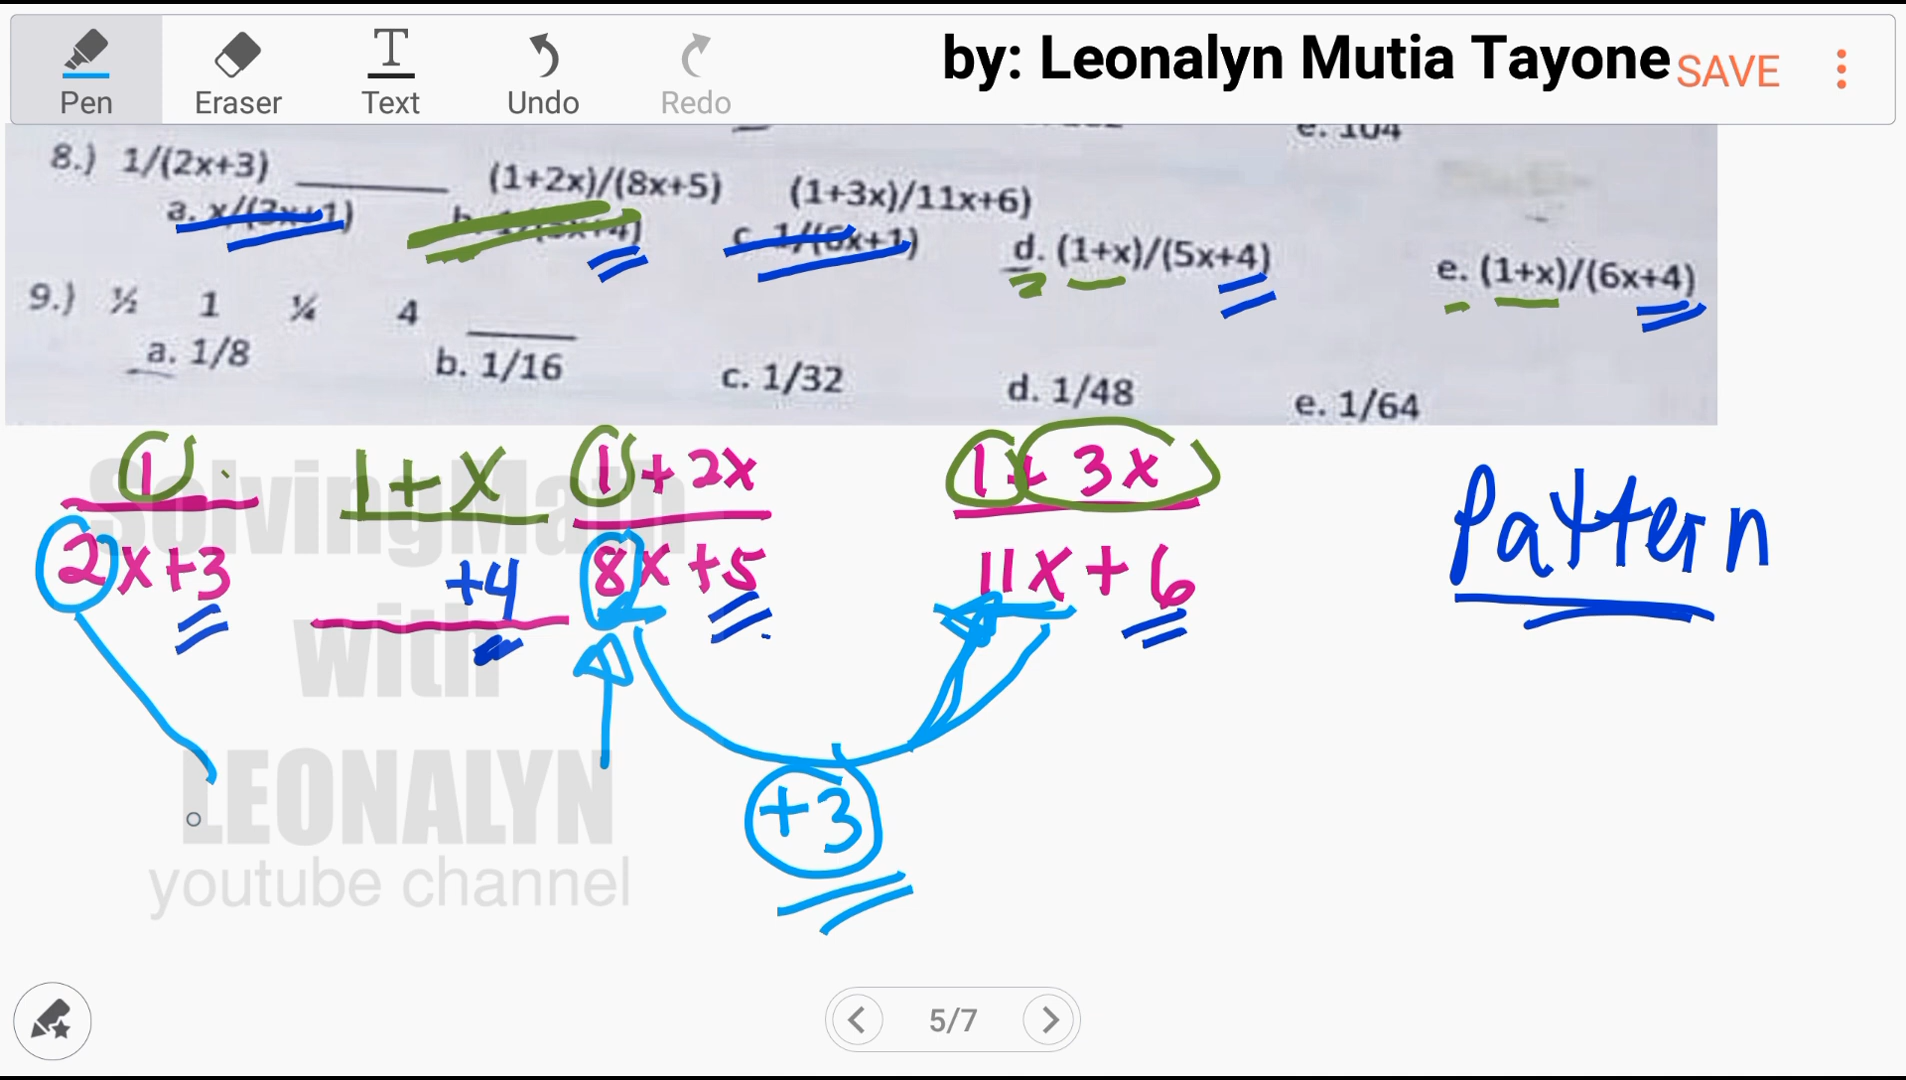 by: Leonalyn Mutia Tayone
SAVE
Pen
Eraser
Text
Undo
Redo
e. 104
8.) 1/(2x+3) ________ (1+2x)/(8x+5) (1+3x)/11x+6)
d. (1+x)/(5x+4)
e. (1+x)/(6x+4)
9.) ½ 1 ¼ 4 ______
a. 1/8
b. 1/16
c. 1/32
d. 1/48
e. 1/64
1 1+x 1+2x 1+3x
2x+3 +4 8x+5 11x+6
Pattern
+3
SolvingMath
with
LEONALYN
youtube channel
5/7